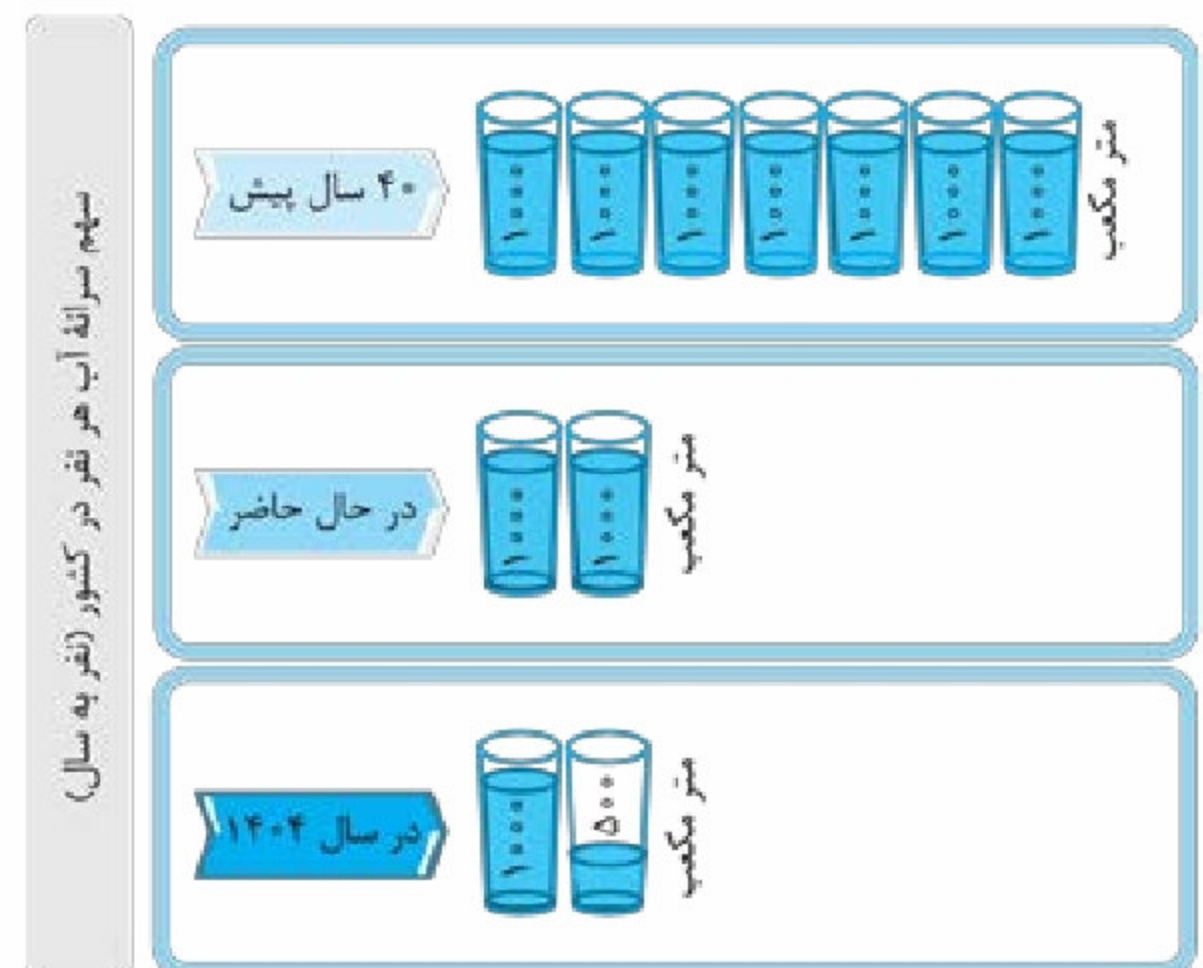 سهم سرانهٔ آب هر نفر در کشور (نفر به سال)
۴۰ سال پیش
۱۰۰۰
۱۰۰۰
۱۰۰۰
۱۰۰۰
۱۰۰۰
۱۰۰۰
۱۰۰۰
متر مکعب
در حال حاضر
۱۰۰۰
۱۰۰۰
متر مکعب
در سال ۱۴۰۴
۱۰۰۰
۵۰۰
متر مکعب